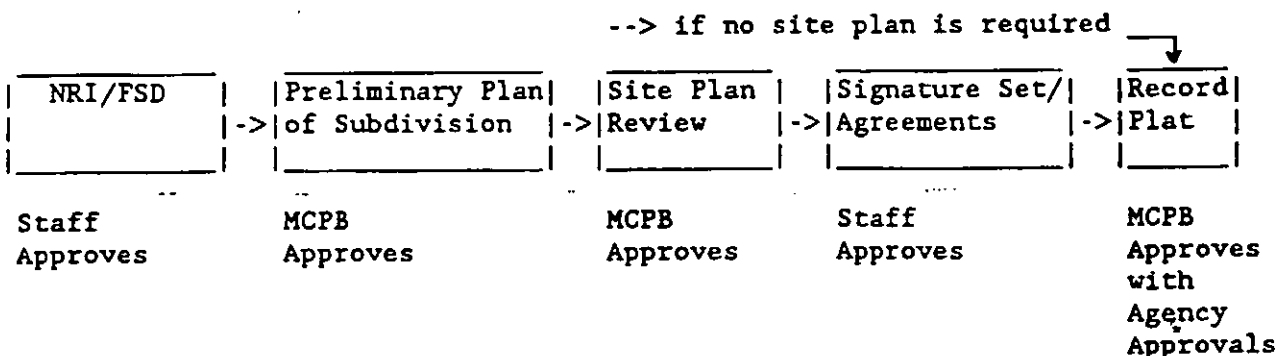 --> if no site plan is required
NRI/FSD -> Preliminary Plan -> Site Plan -> Signature Set/ -> Record
of Subdivision Review Agreements Plat
Staff MCPB MCPB Staff MCPB
Approves Approves Approves Approves Approves
with
Agency
Approvals